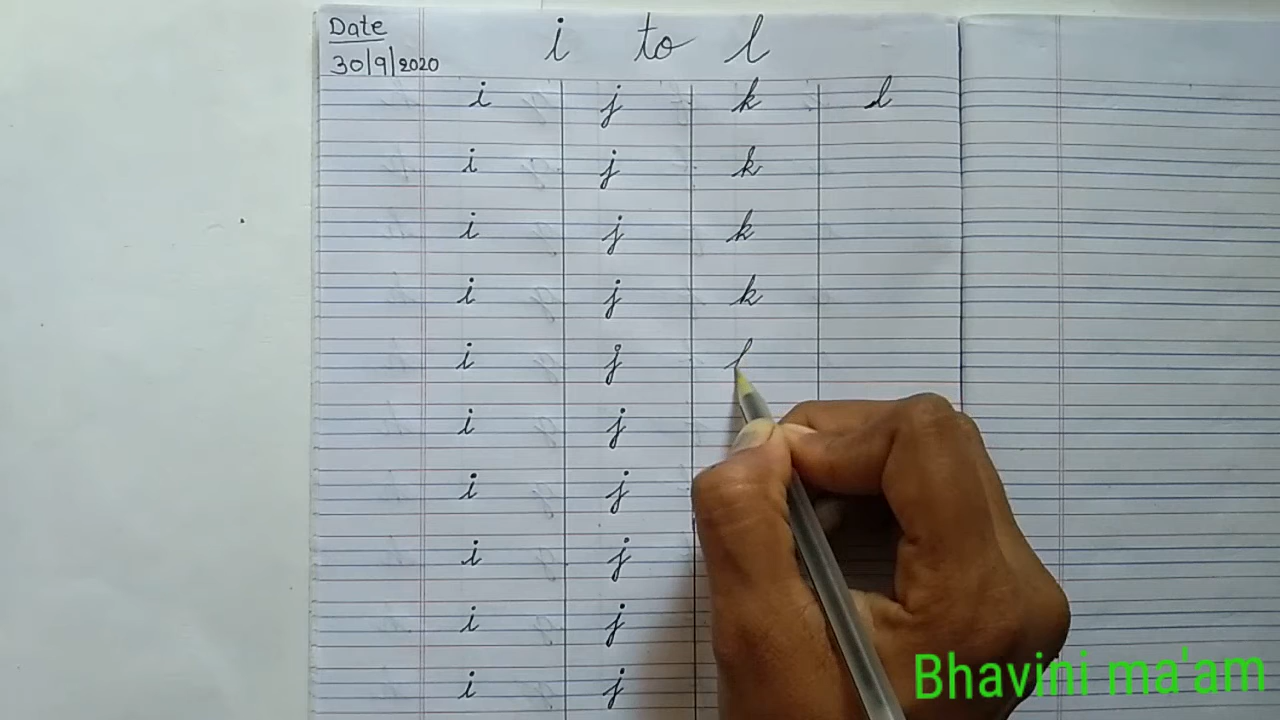 Date
30/9/2020
i to l
i j k l
i j k
i j k
i j k
i j
i j
i j
i j
i j
i j
Bhavini ma'am